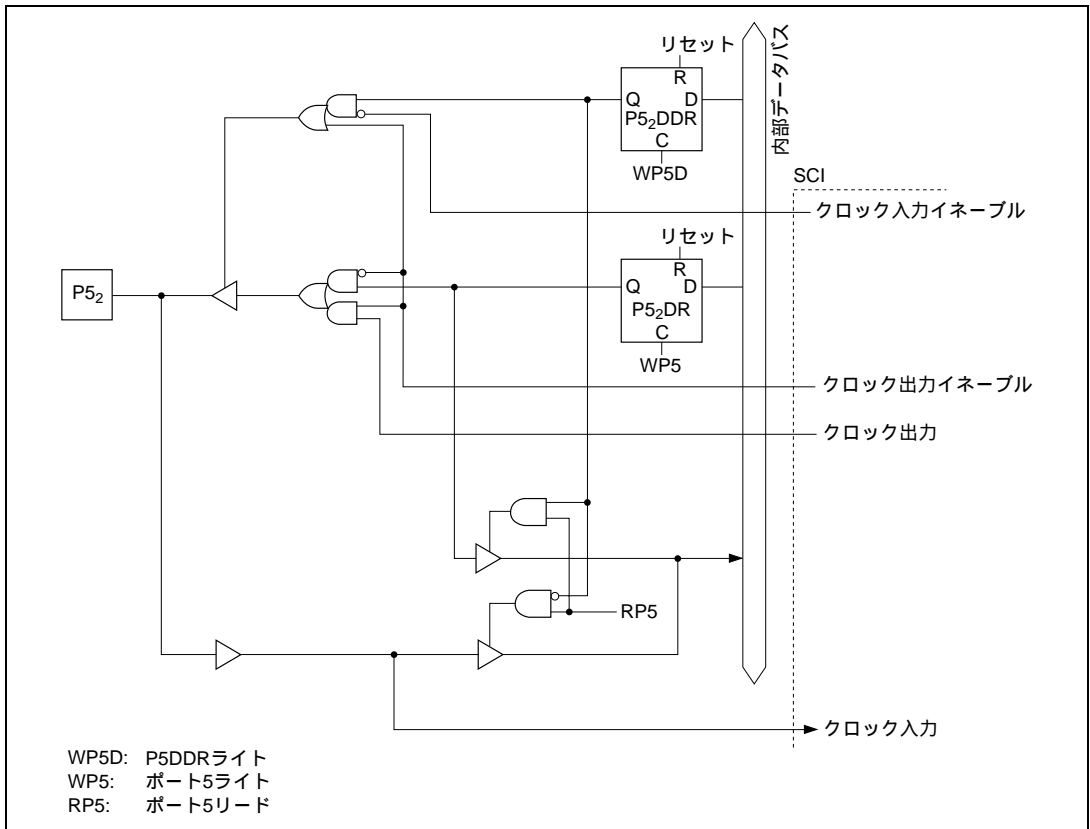 リセット
R
Q D
P5₂DDR
C
WP5D
内部データバス
SCI
クロック入力イネーブル
リセット
R
Q D
P5₂DR
C
WP5
P5₂
クロック出力イネーブル
クロック出力
RP5
クロック入力
WP5D: P5DDRライト
WP5: ポート5ライト
RP5: ポート5リード